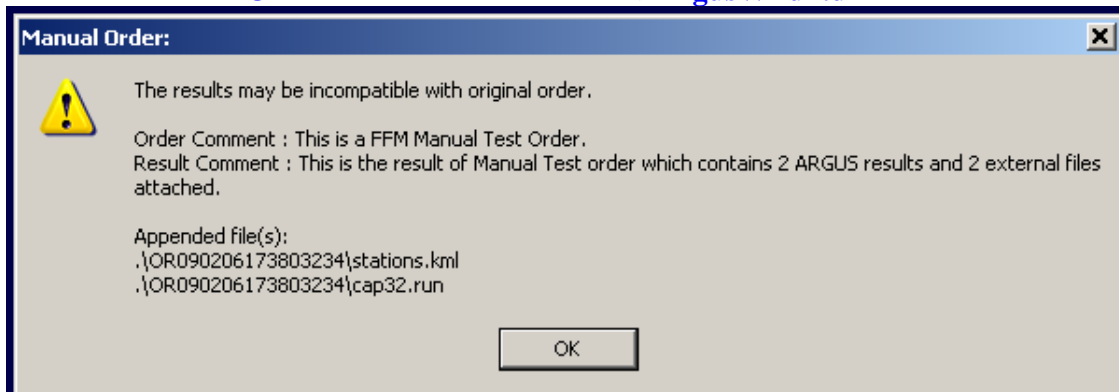 Manual Order:
The results may be incompatible with original order.
Order Comment : This is a FFM Manual Test Order.
Result Comment : This is the result of Manual Test order which contains 2 ARGUS results and 2 external files
attached.
Appended file(s):
.\OR090206173803234\stations.kml
.\OR090206173803234\cap32.run
OK